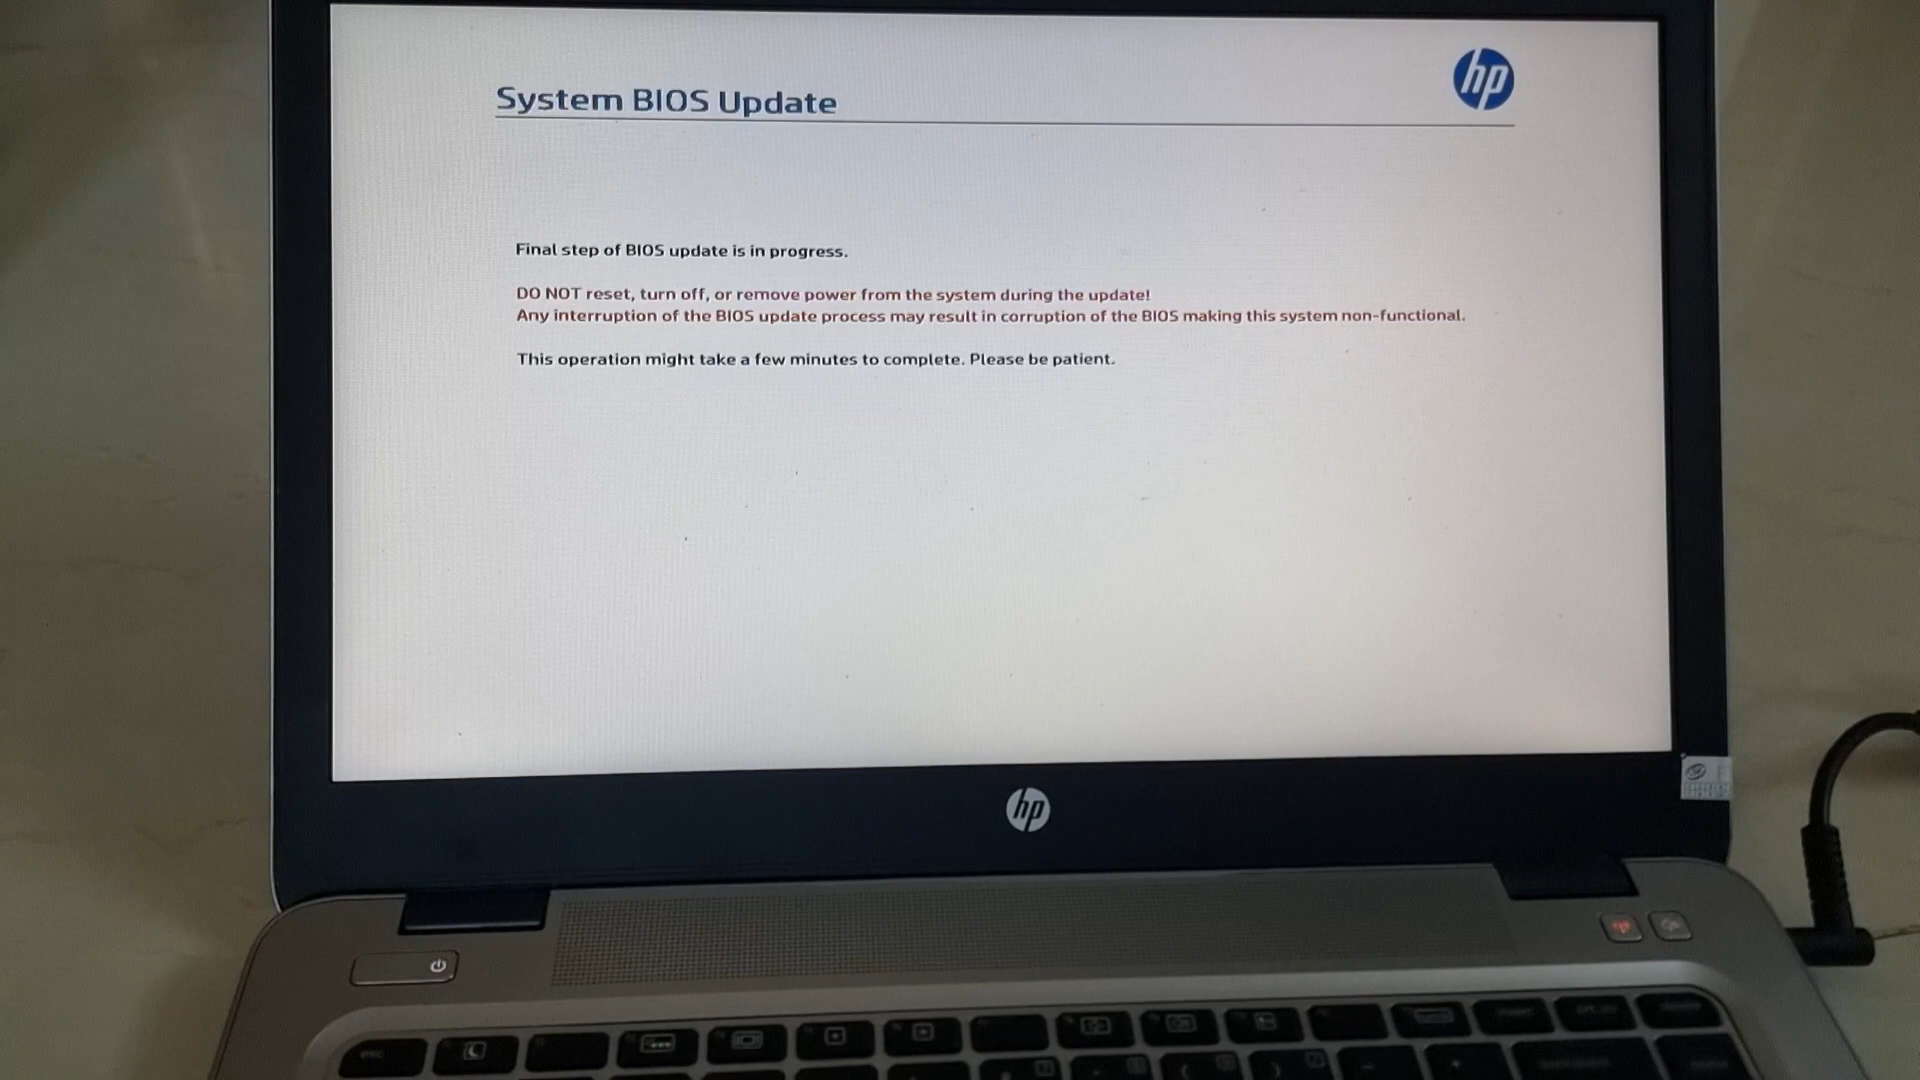 hp
System BIOS Update
Final step of BIOS update is in progress.
DO NOT reset, turn off, or remove power from the system during the update!
Any interruption of the BIOS update process may result in corruption of the BIOS making this system non-functional.
This operation might take a few minutes to complete. Please be patient.
hp
esc